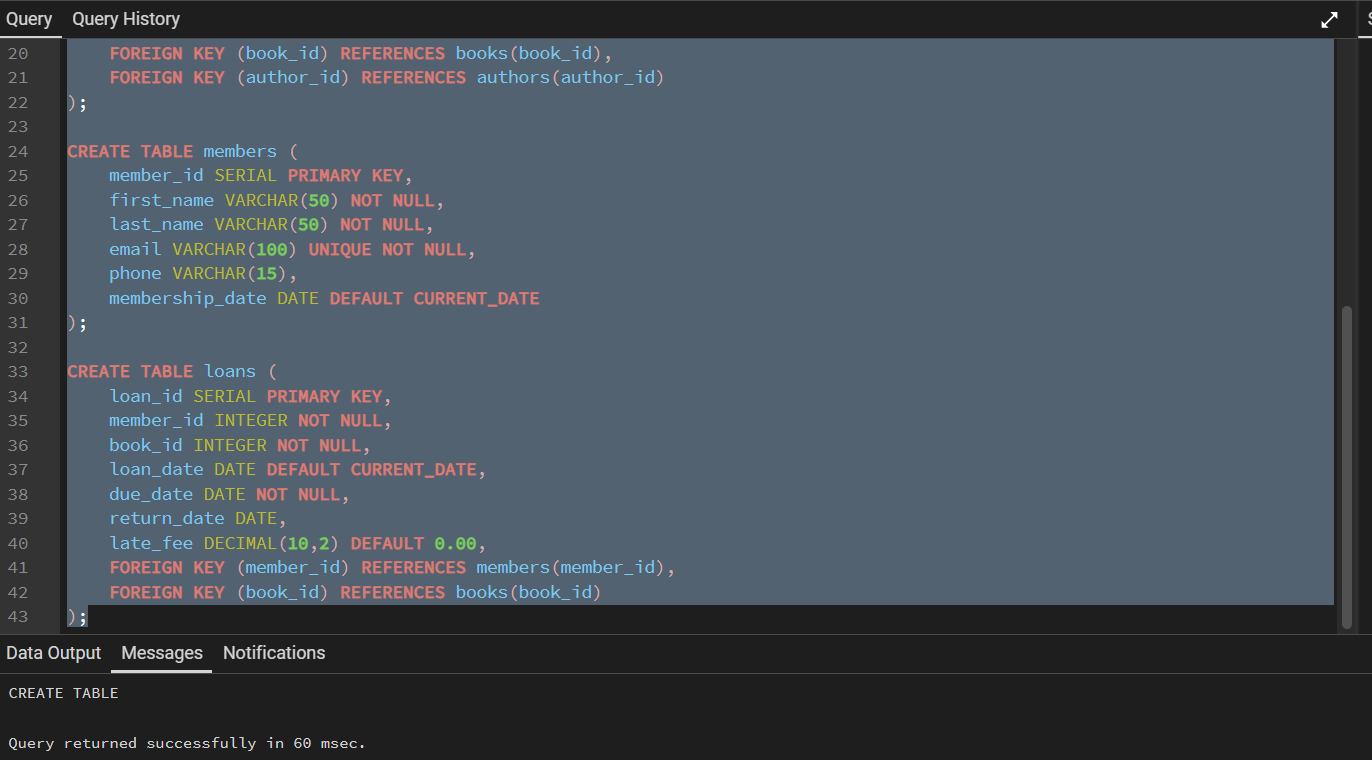 Query Query History
20 FOREIGN KEY (book_id) REFERENCES books(book_id),
21 FOREIGN KEY (author_id) REFERENCES authors(author_id)
22 );
23
24 CREATE TABLE members (
25 member_id SERIAL PRIMARY KEY,
26 first_name VARCHAR(50) NOT NULL,
27 last_name VARCHAR(50) NOT NULL,
28 email VARCHAR(100) UNIQUE NOT NULL,
29 phone VARCHAR(15),
30 membership_date DATE DEFAULT CURRENT_DATE
31 );
32
33 CREATE TABLE loans (
34 loan_id SERIAL PRIMARY KEY,
35 member_id INTEGER NOT NULL,
36 book_id INTEGER NOT NULL,
37 loan_date DATE DEFAULT CURRENT_DATE,
38 due_date DATE NOT NULL,
39 return_date DATE,
40 late_fee DECIMAL(10,2) DEFAULT 0.00,
41 FOREIGN KEY (member_id) REFERENCES members(member_id),
42 FOREIGN KEY (book_id) REFERENCES books(book_id)
43 );
Data Output Messages Notifications
CREATE TABLE
Query returned successfully in 60 msec.